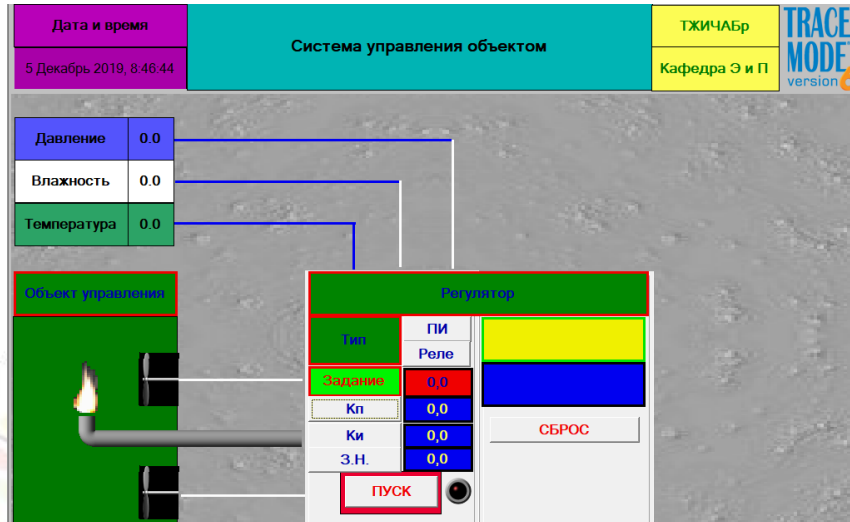 Дата и время
Система управления объектом
ТЖИЧАБр
TRACE
MODE
5 Декабрь 2019, 8:46:44
Кафедра Э и П
version 6
Давление 0.0
Влажность 0.0
Температура 0.0
Объект управления
Регулятор
Тип
ПИ
Реле
Задание 0,0
Кп 0,0
Ки 0,0
СБРОС
З.Н. 0,0
ПУСК